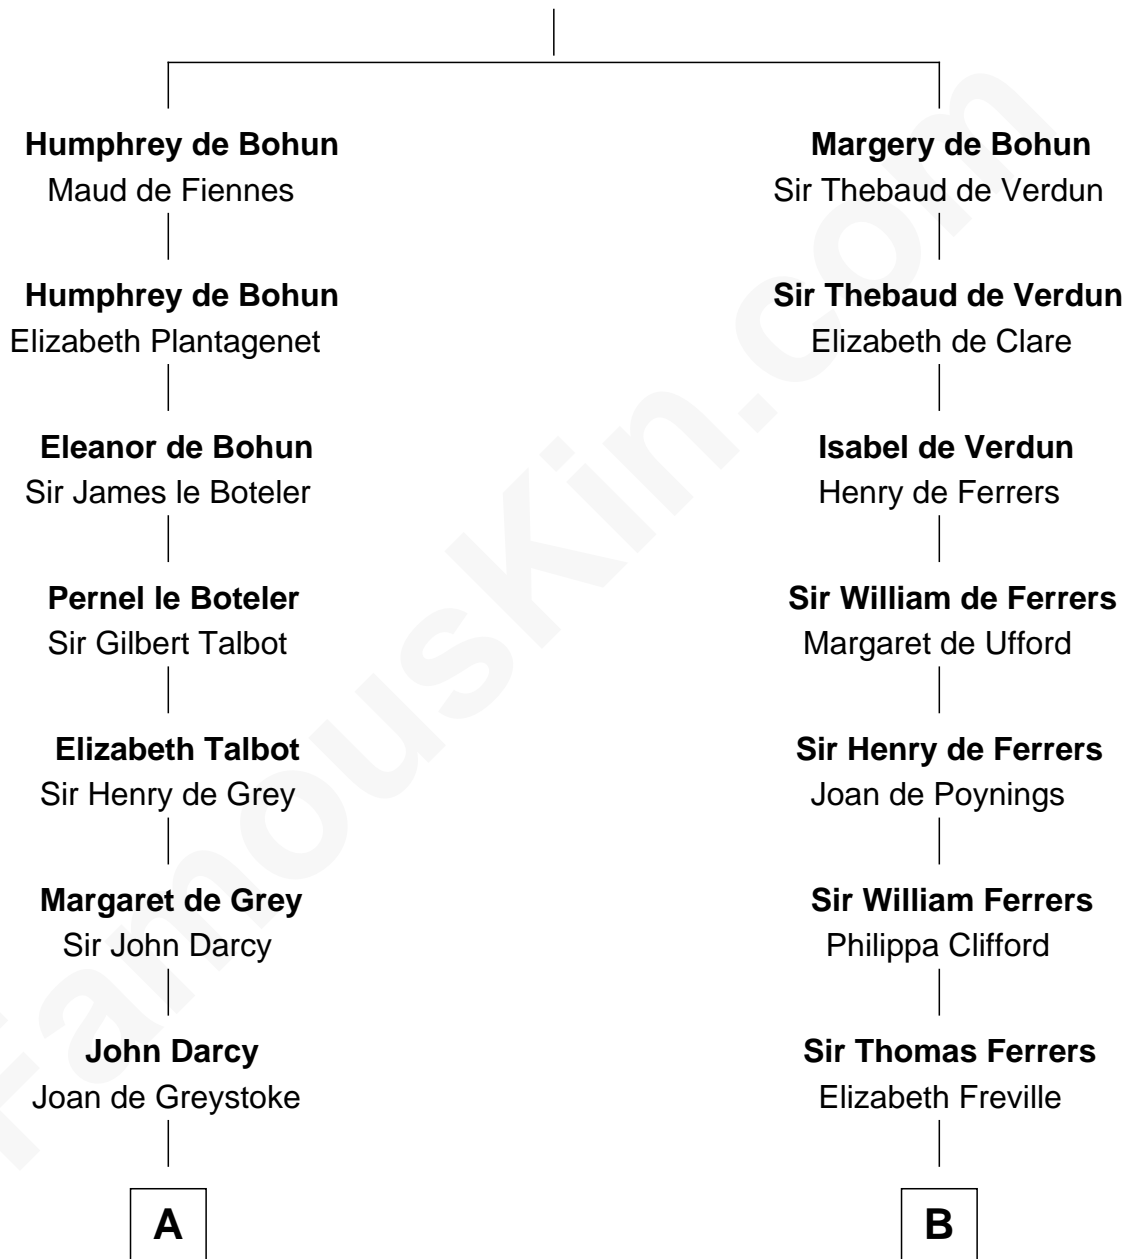 Humphrey de Bohun
Maud de Fiennes
Humphrey de Bohun
Elizabeth Plantagenet
Eleanor de Bohun
Sir James le Boteler
Pernel le Boteler
Sir Gilbert Talbot
Elizabeth Talbot
Sir Henry de Grey
Margaret de Grey
Sir John Darcy
John Darcy
Joan de Greystoke
A
Margery de Bohun
Sir Thebaud de Verdun
Sir Thebaud de Verdun
Elizabeth de Clare
Isabel de Verdun
Henry de Ferrers
Sir William de Ferrers
Margaret de Ufford
Sir Henry de Ferrers
Joan de Poynings
Sir William Ferrers
Philippa Clifford
Sir Thomas Ferrers
Elizabeth Freville
B
FamousKin.com